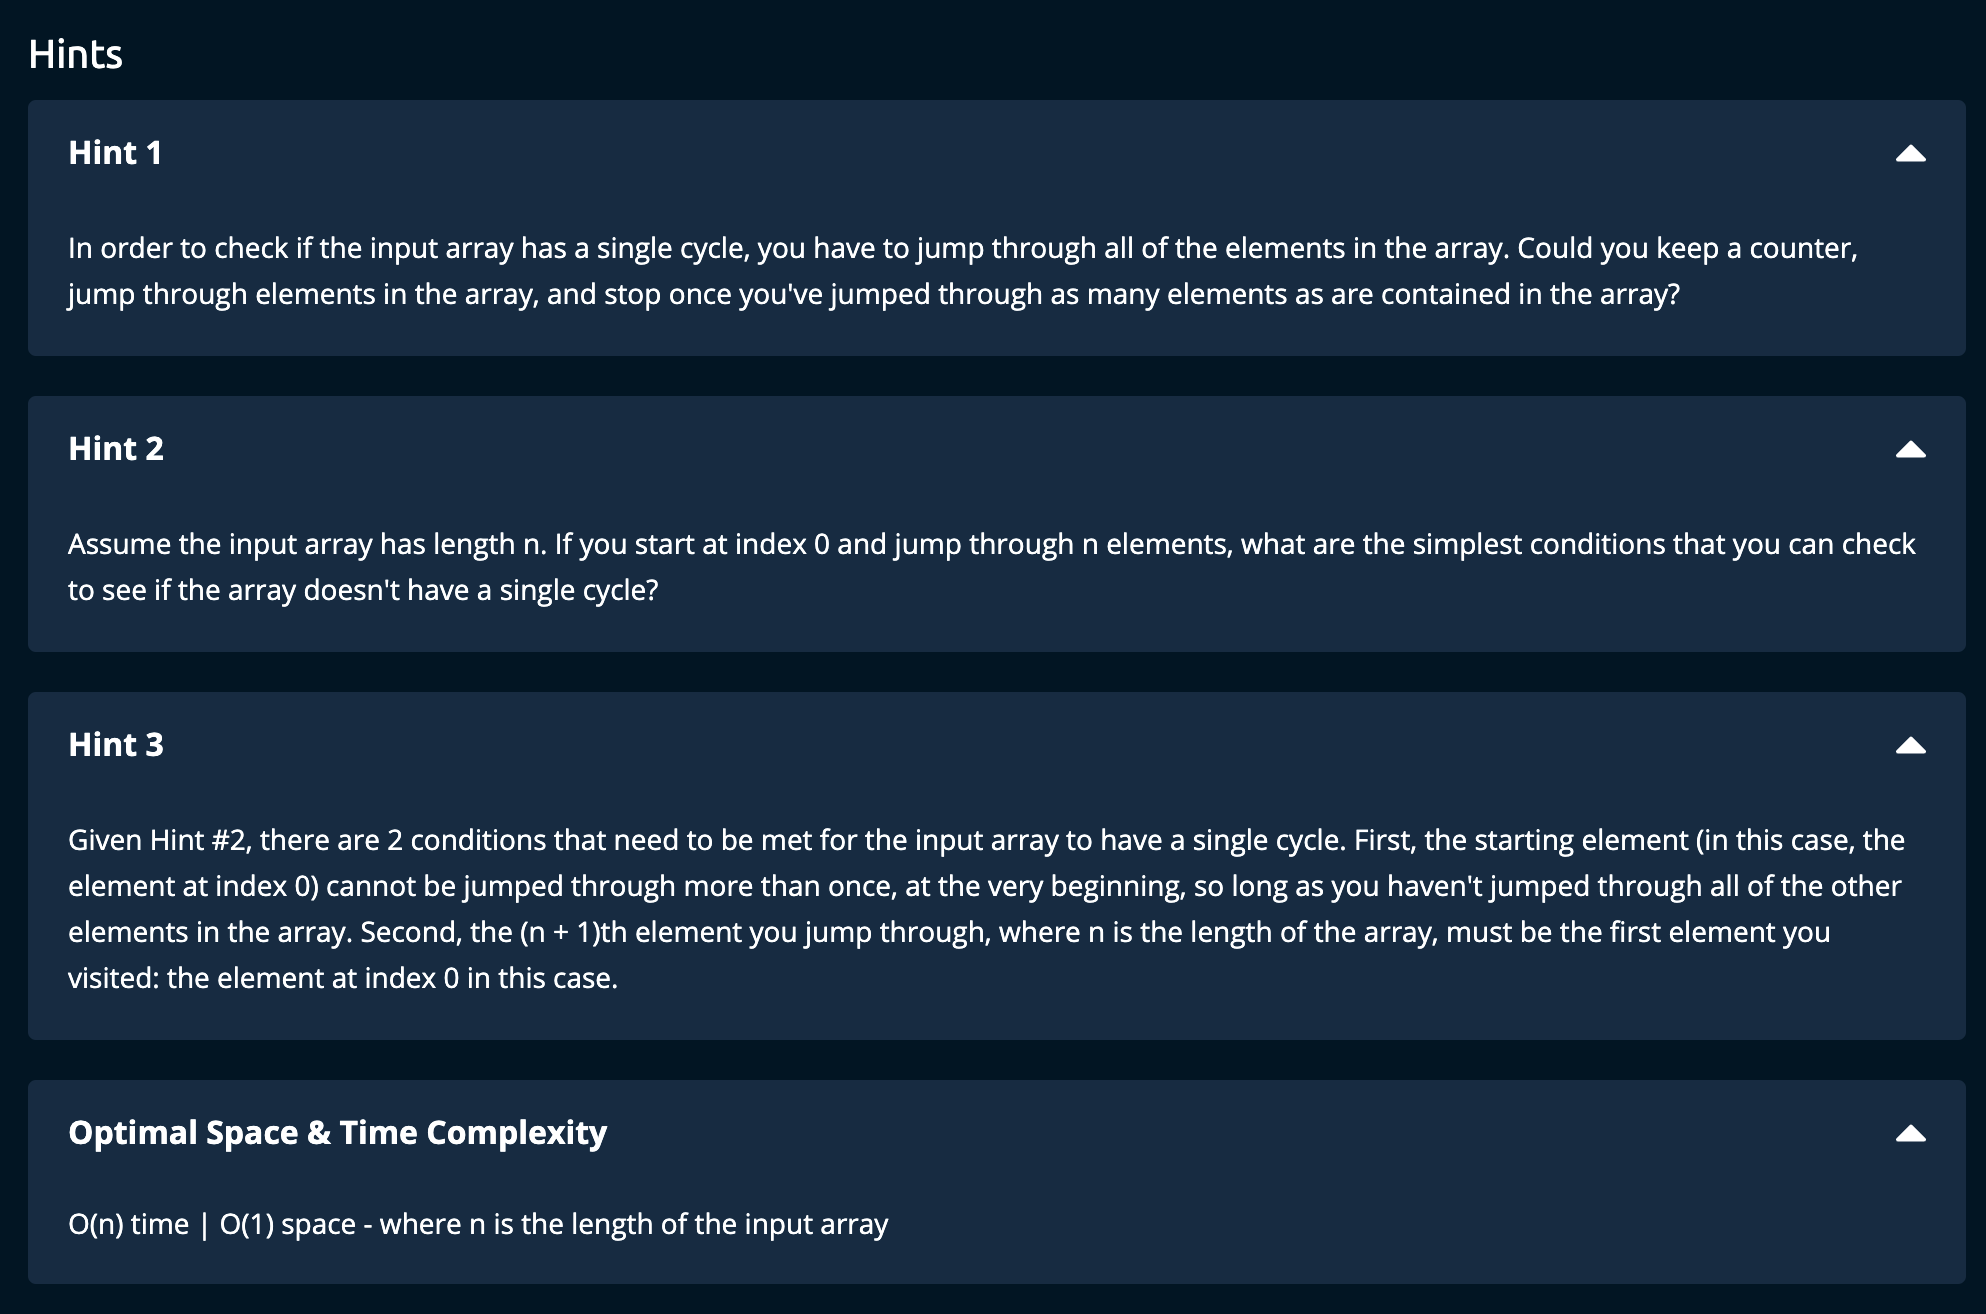 Hints
Hint 1
In order to check if the input array has a single cycle, you have to jump through all of the elements in the array. Could you keep a counter,
jump through elements in the array, and stop once you've jumped through as many elements as are contained in the array?
Hint 2
Assume the input array has length n. If you start at index 0 and jump through n elements, what are the simplest conditions that you can check
to see if the array doesn't have a single cycle?
Hint 3
Given Hint #2, there are 2 conditions that need to be met for the input array to have a single cycle. First, the starting element (in this case, the
element at index 0) cannot be jumped through more than once, at the very beginning, so long as you haven't jumped through all of the other
elements in the array. Second, the (n + 1)th element you jump through, where n is the length of the array, must be the first element you
visited: the element at index 0 in this case.
Optimal Space & Time Complexity
O(n) time | O(1) space - where n is the length of the input array